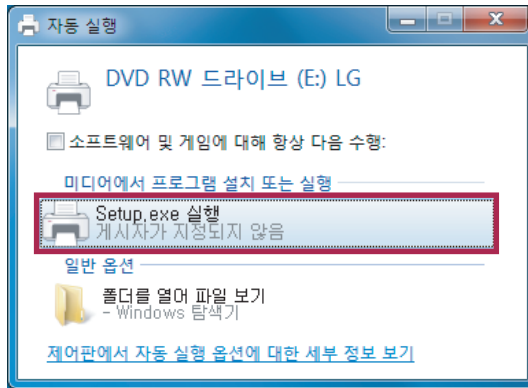 자동 실행
DVD RW 드라이브 (E:) LG
소프트웨어 및 게임에 대해 항상 다음 수행:
미디어에서 프로그램 설치 또는 실행
Setup.exe 실행
게시자가 지정되지 않음
일반 옵션
폴더를 열어 파일 보기
- Windows 탐색기
제어판에서 자동 실행 옵션에 대한 세부 정보 보기